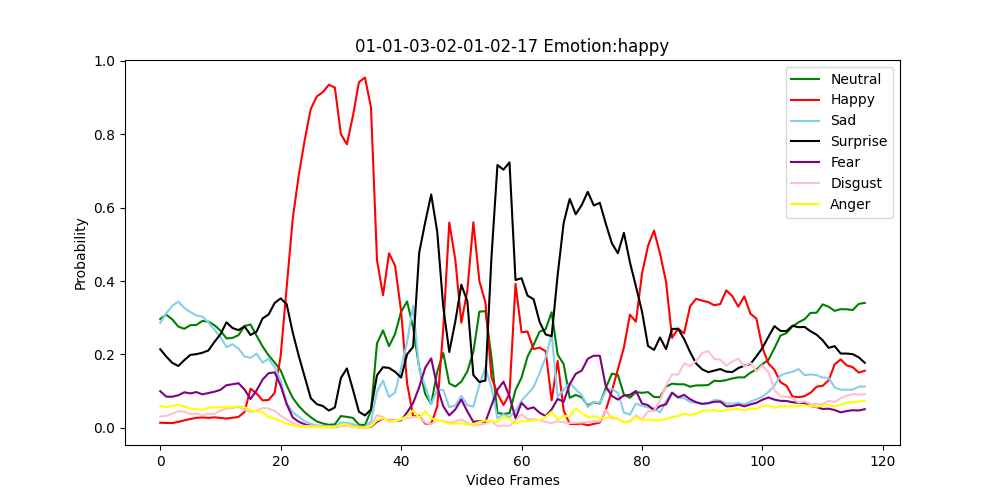 01-01-03-02-01-02-17 Emotion:happy
1.0
0.8
0.6
0.4
0.2
0.0
Probability
0 20 40 60 80 100 120
Video Frames
Neutral
Happy
Sad
Surprise
Fear
Disgust
Anger